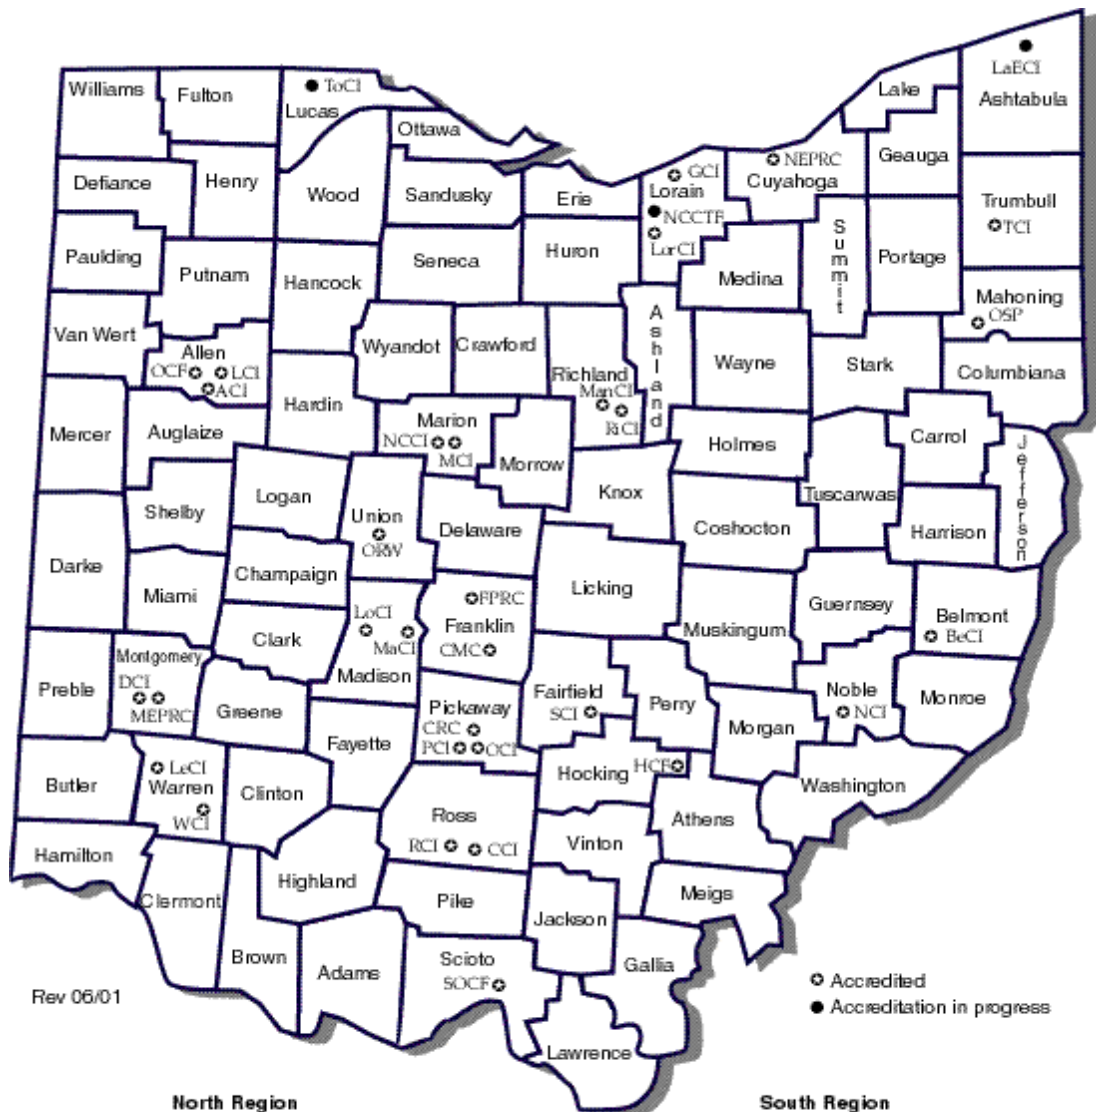 LaECI
Ashtabula
Williams
Fulton
ToCI
Lucas
Lake
Ottawa
Geauga
NEPRC
Cuyahoga
GCI
Lorain
NCCTF
LorCI
Defiance
Henry
Wood
Sandusky
Erie
Trumbull
TCI
Paulding
Putnam
Hancock
Seneca
Huron
Medina
Summit
Portage
Mahoning
OSP
Van Wert
Allen
OCF
LCI
ACI
Wyandot
Crawford
Richland
ManCI
RiCI
Ashland
Wayne
Stark
Columbiana
Mercer
Auglaize
Hardin
Marion
NCCI
MCI
Morrow
Holmes
Carrol
Jefferson
Shelby
Logan
Union
ORW
Delaware
Knox
Coshocton
Tuscarwas
Harrison
Darke
Miami
Champaign
Licking
Guernsey
Belmont
BeCI
Clark
LoCI
MaCI
Madison
FPRC
Franklin
CMC
Muskingum
Preble
Montgomery
DCI
MEPRC
Greene
Fayette
Pickaway
CRC
PCI
OCI
Fairfield
SCI
Perry
Morgan
Noble
NCI
Monroe
Butler
LeCI
Warren
WCI
Clinton
Hocking
HCF
Washington
Ross
RCI
CCI
Vinton
Athens
Hamilton
Clermont
Highland
Pike
Jackson
Meigs
Brown
Adams
Scioto
SOCF
Gallia
Lawrence
Rev 06/01
Accredited
Accreditation in progress
North Region
South Region